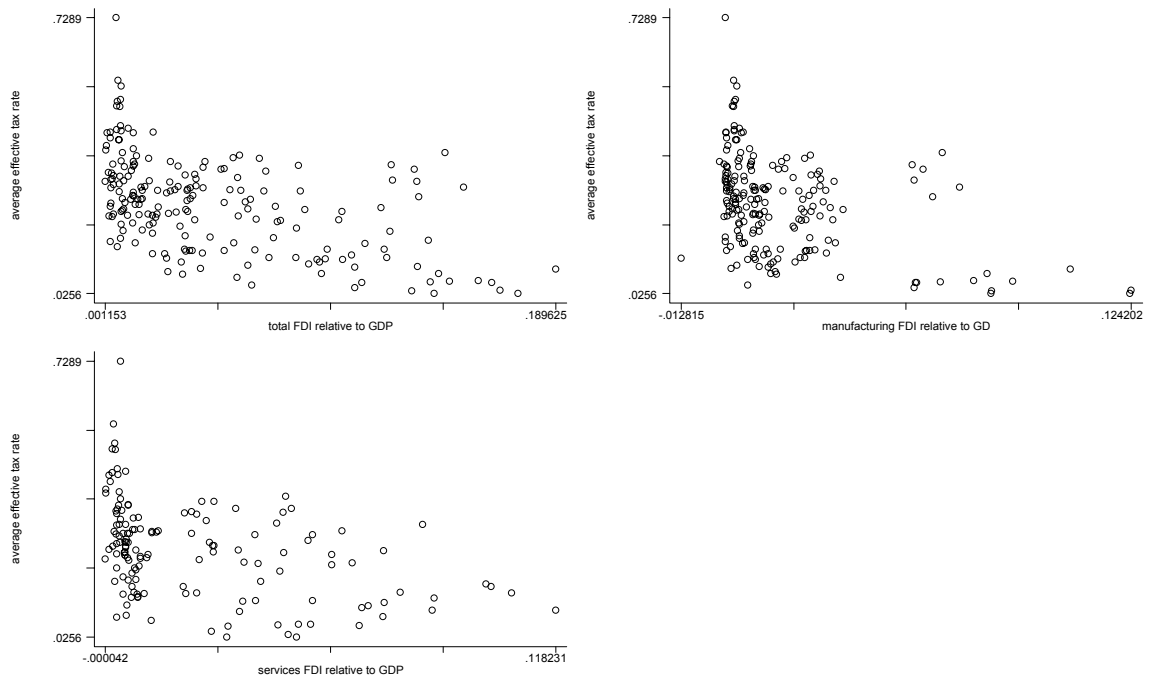 .7289
average effective tax rate
.0256
.001153
.189625
total FDI relative to GDP
.7289
average effective tax rate
.0256
-.012815
.124202
manufacturing FDI relative to GD
.7289
average effective tax rate
.0256
-.000042
.118231
services FDI relative to GDP